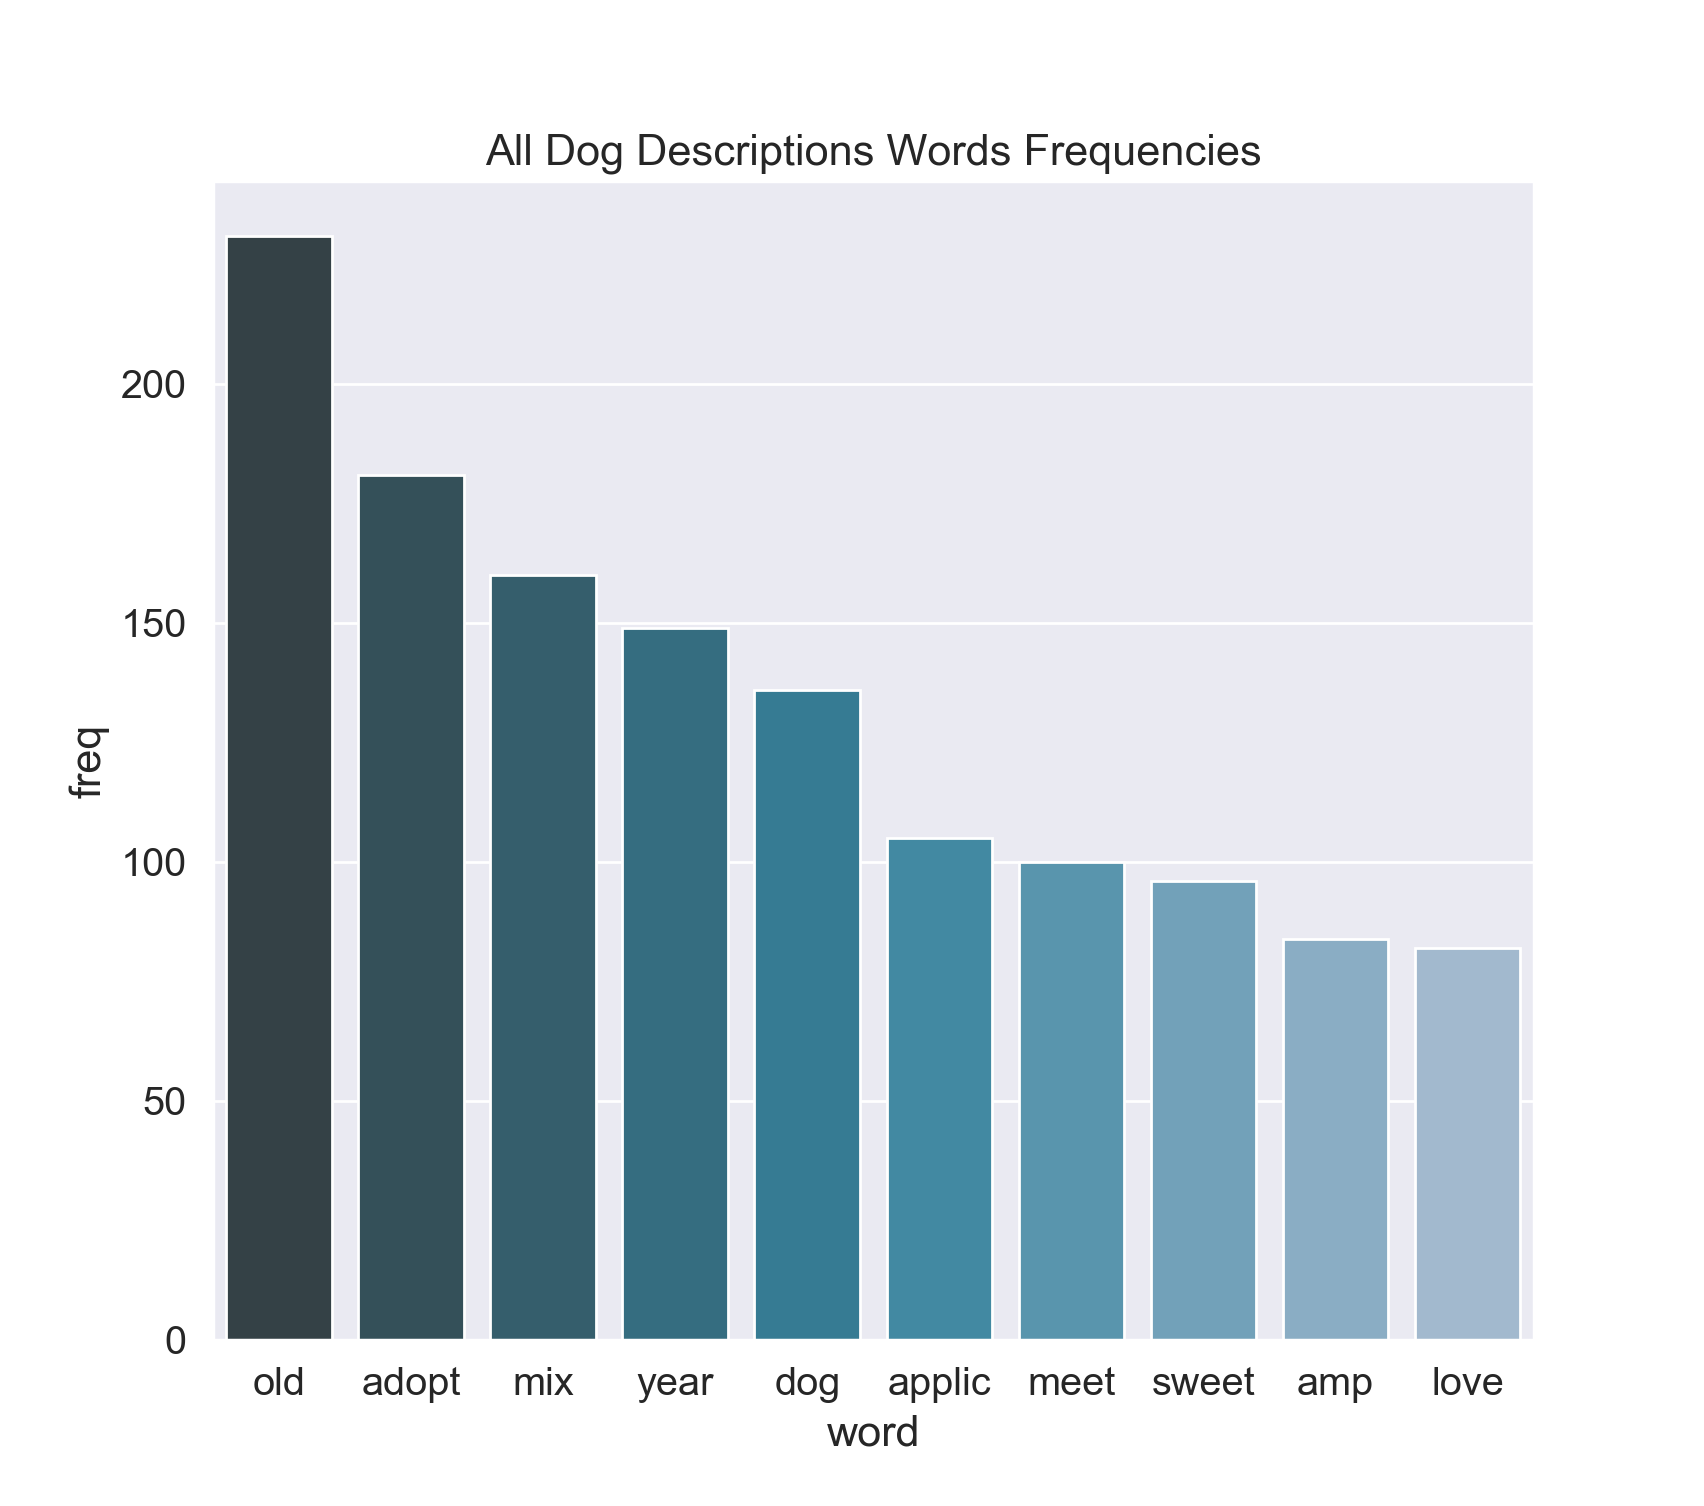 All Dog Descriptions Words Frequencies
freq
200
150
100
50
0
old adopt mix year dog applic meet sweet amp love
word